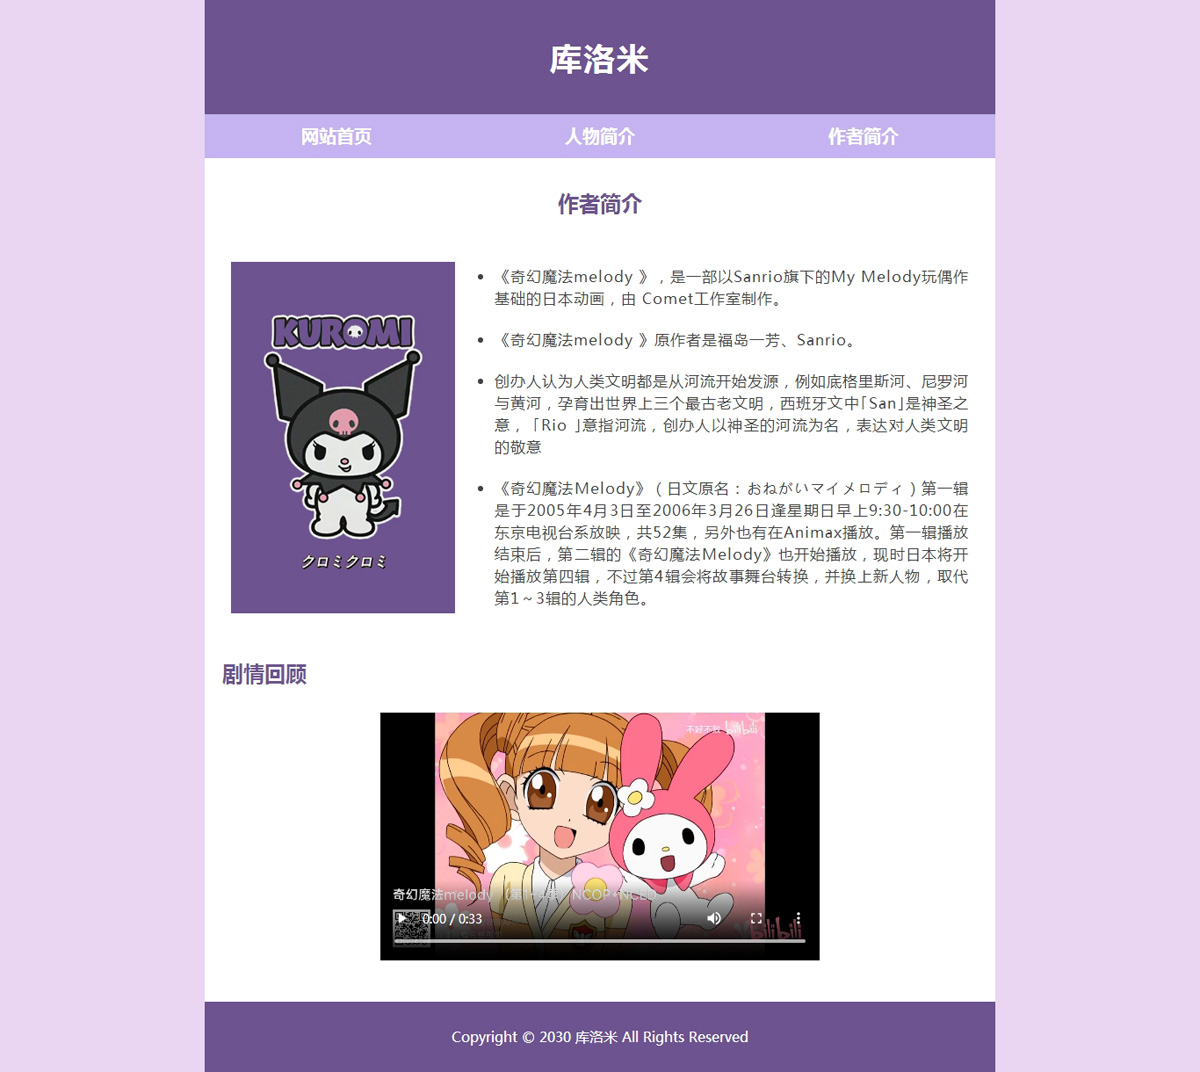 库洛米
网站首页 人物简介 作者简介
作者简介
KUROMI
クロミクロミ
《奇幻魔法melody 》，是一部以Sanrio旗下的My Melody玩偶作
基础的日本动画，由 Comet工作室制作。
《奇幻魔法melody 》原作者是福岛一芳、Sanrio。
创办人认为人类文明都是从河流开始发源，例如底格里斯河、尼罗河
与黄河，孕育出世界上三个最古老文明，西班牙文中｢San｣是神圣之
意，｢Rio ｣意指河流，创办人以神圣的河流为名，表达对人类文明
的敬意
《奇幻魔法Melody》（日文原名：おねがいマイメロディ）第一辑
是于2005年4月3日至2006年3月26日逢星期日早上9:30-10:00在
东京电视台系放映，共52集，另外也有在Animax播放。第一辑播放
结束后，第二辑的《奇幻魔法Melody》也开始播放，现时日本将开
始播放第四辑，不过第4辑会将故事舞台转换，并换上新人物，取代
第1～3辑的人类角色。
剧情回顾
bilibili
奇幻魔法melody NCOP+NCED
0:00 / 0:33
bilibili
Copyright © 2030 库洛米 All Rights Reserved